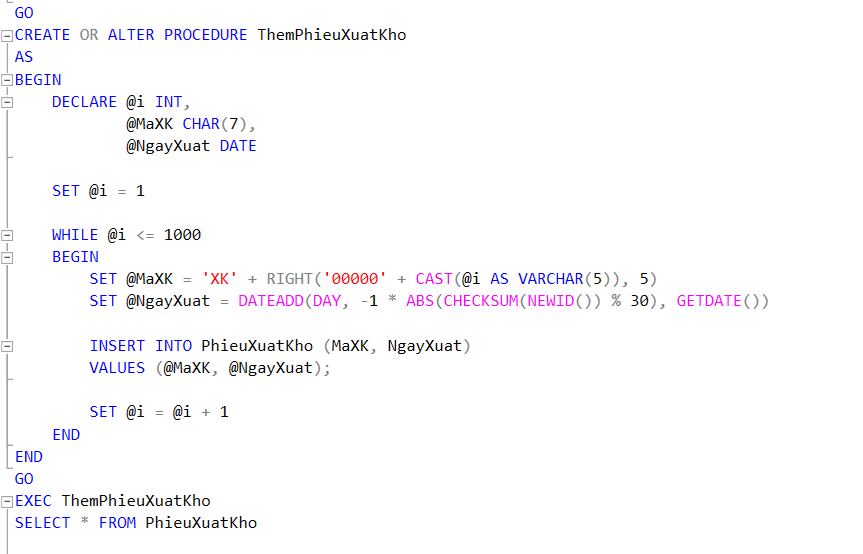 GO
CREATE OR ALTER PROCEDURE ThemPhieuXuatKho
AS
BEGIN
    DECLARE @i INT,
            @MaXK CHAR(7),
            @NgayXuat DATE
    SET @i = 1
    WHILE @i <= 1000
    BEGIN
        SET @MaXK = 'XK' + RIGHT('00000' + CAST(@i AS VARCHAR(5)), 5)
        SET @NgayXuat = DATEADD(DAY, -1 * ABS(CHECKSUM(NEWID()) % 30), GETDATE())
        INSERT INTO PhieuXuatKho (MaXK, NgayXuat)
        VALUES (@MaXK, @NgayXuat);
        SET @i = @i + 1
    END
END
GO
EXEC ThemPhieuXuatKho
SELECT * FROM PhieuXuatKho